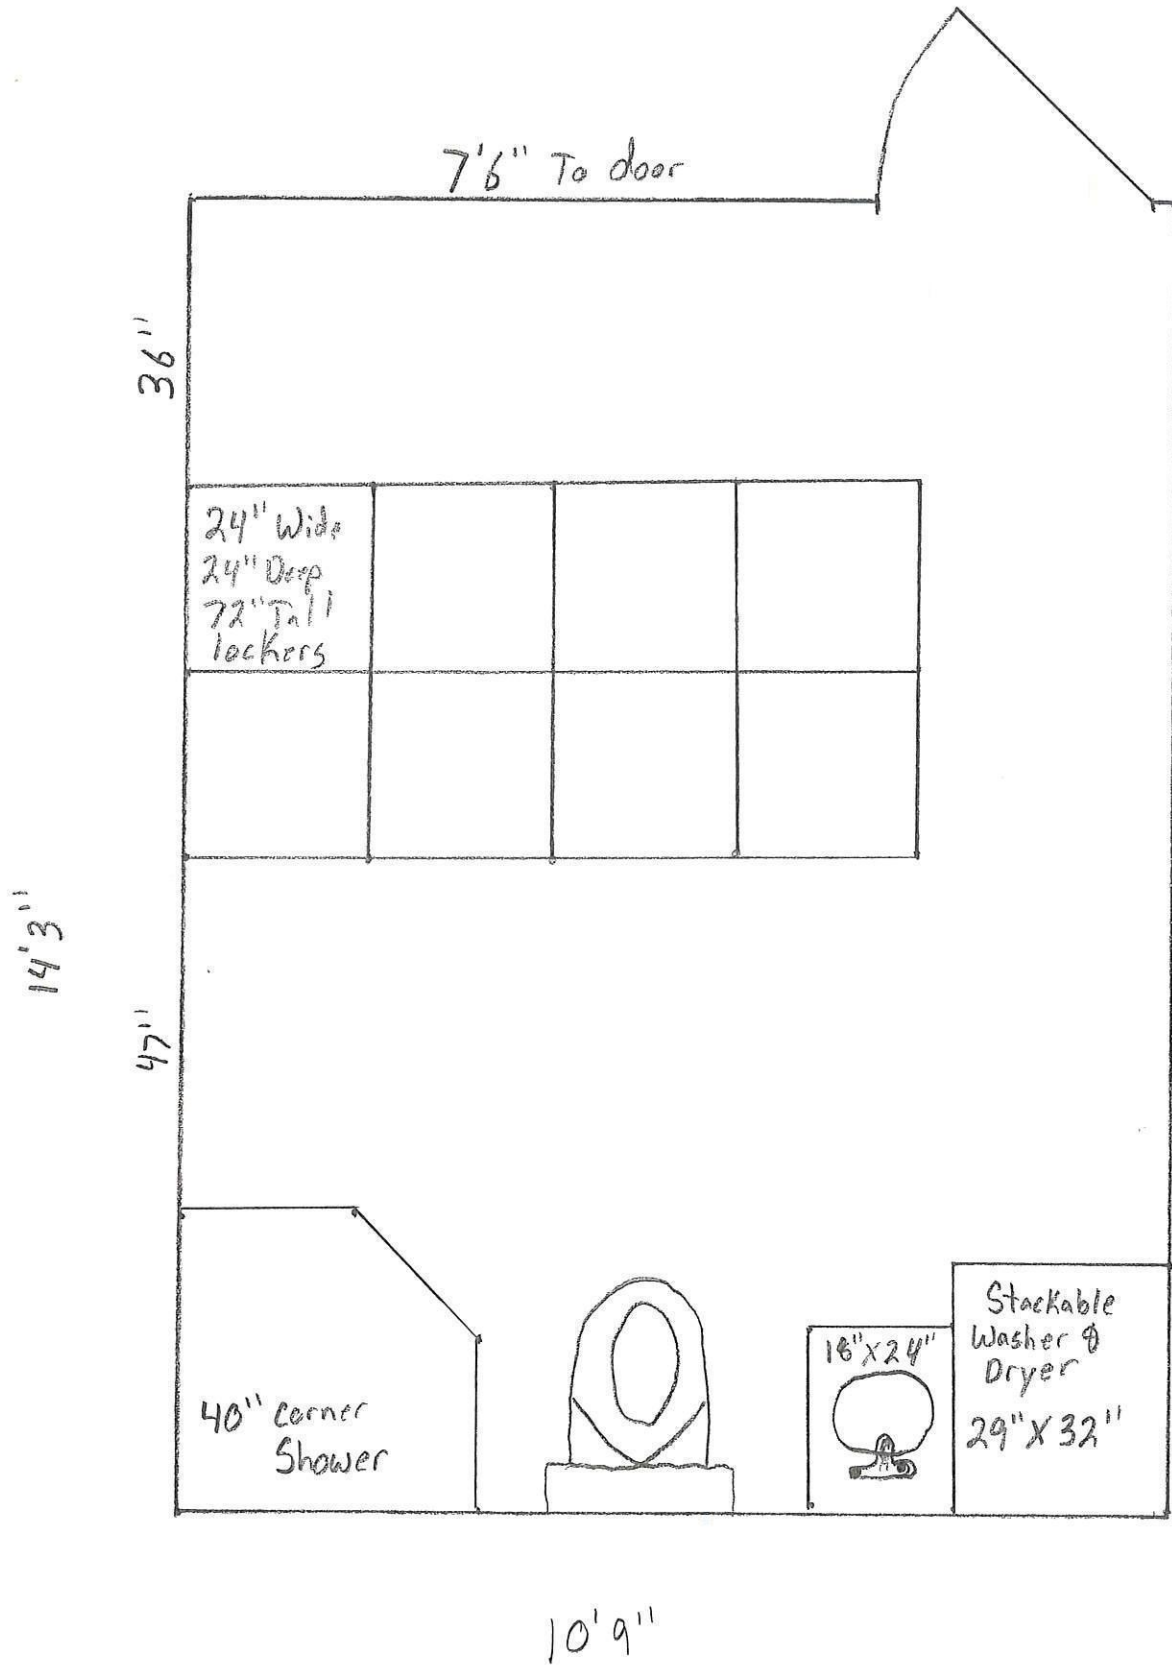 7'6" To door
36"
24" Wide
24" Deep
72" Tall
lockers
14'3"
47"
18"X24"
Stackable
Washer &
Dryer
29"X32"
40" corner
Shower
10'9"